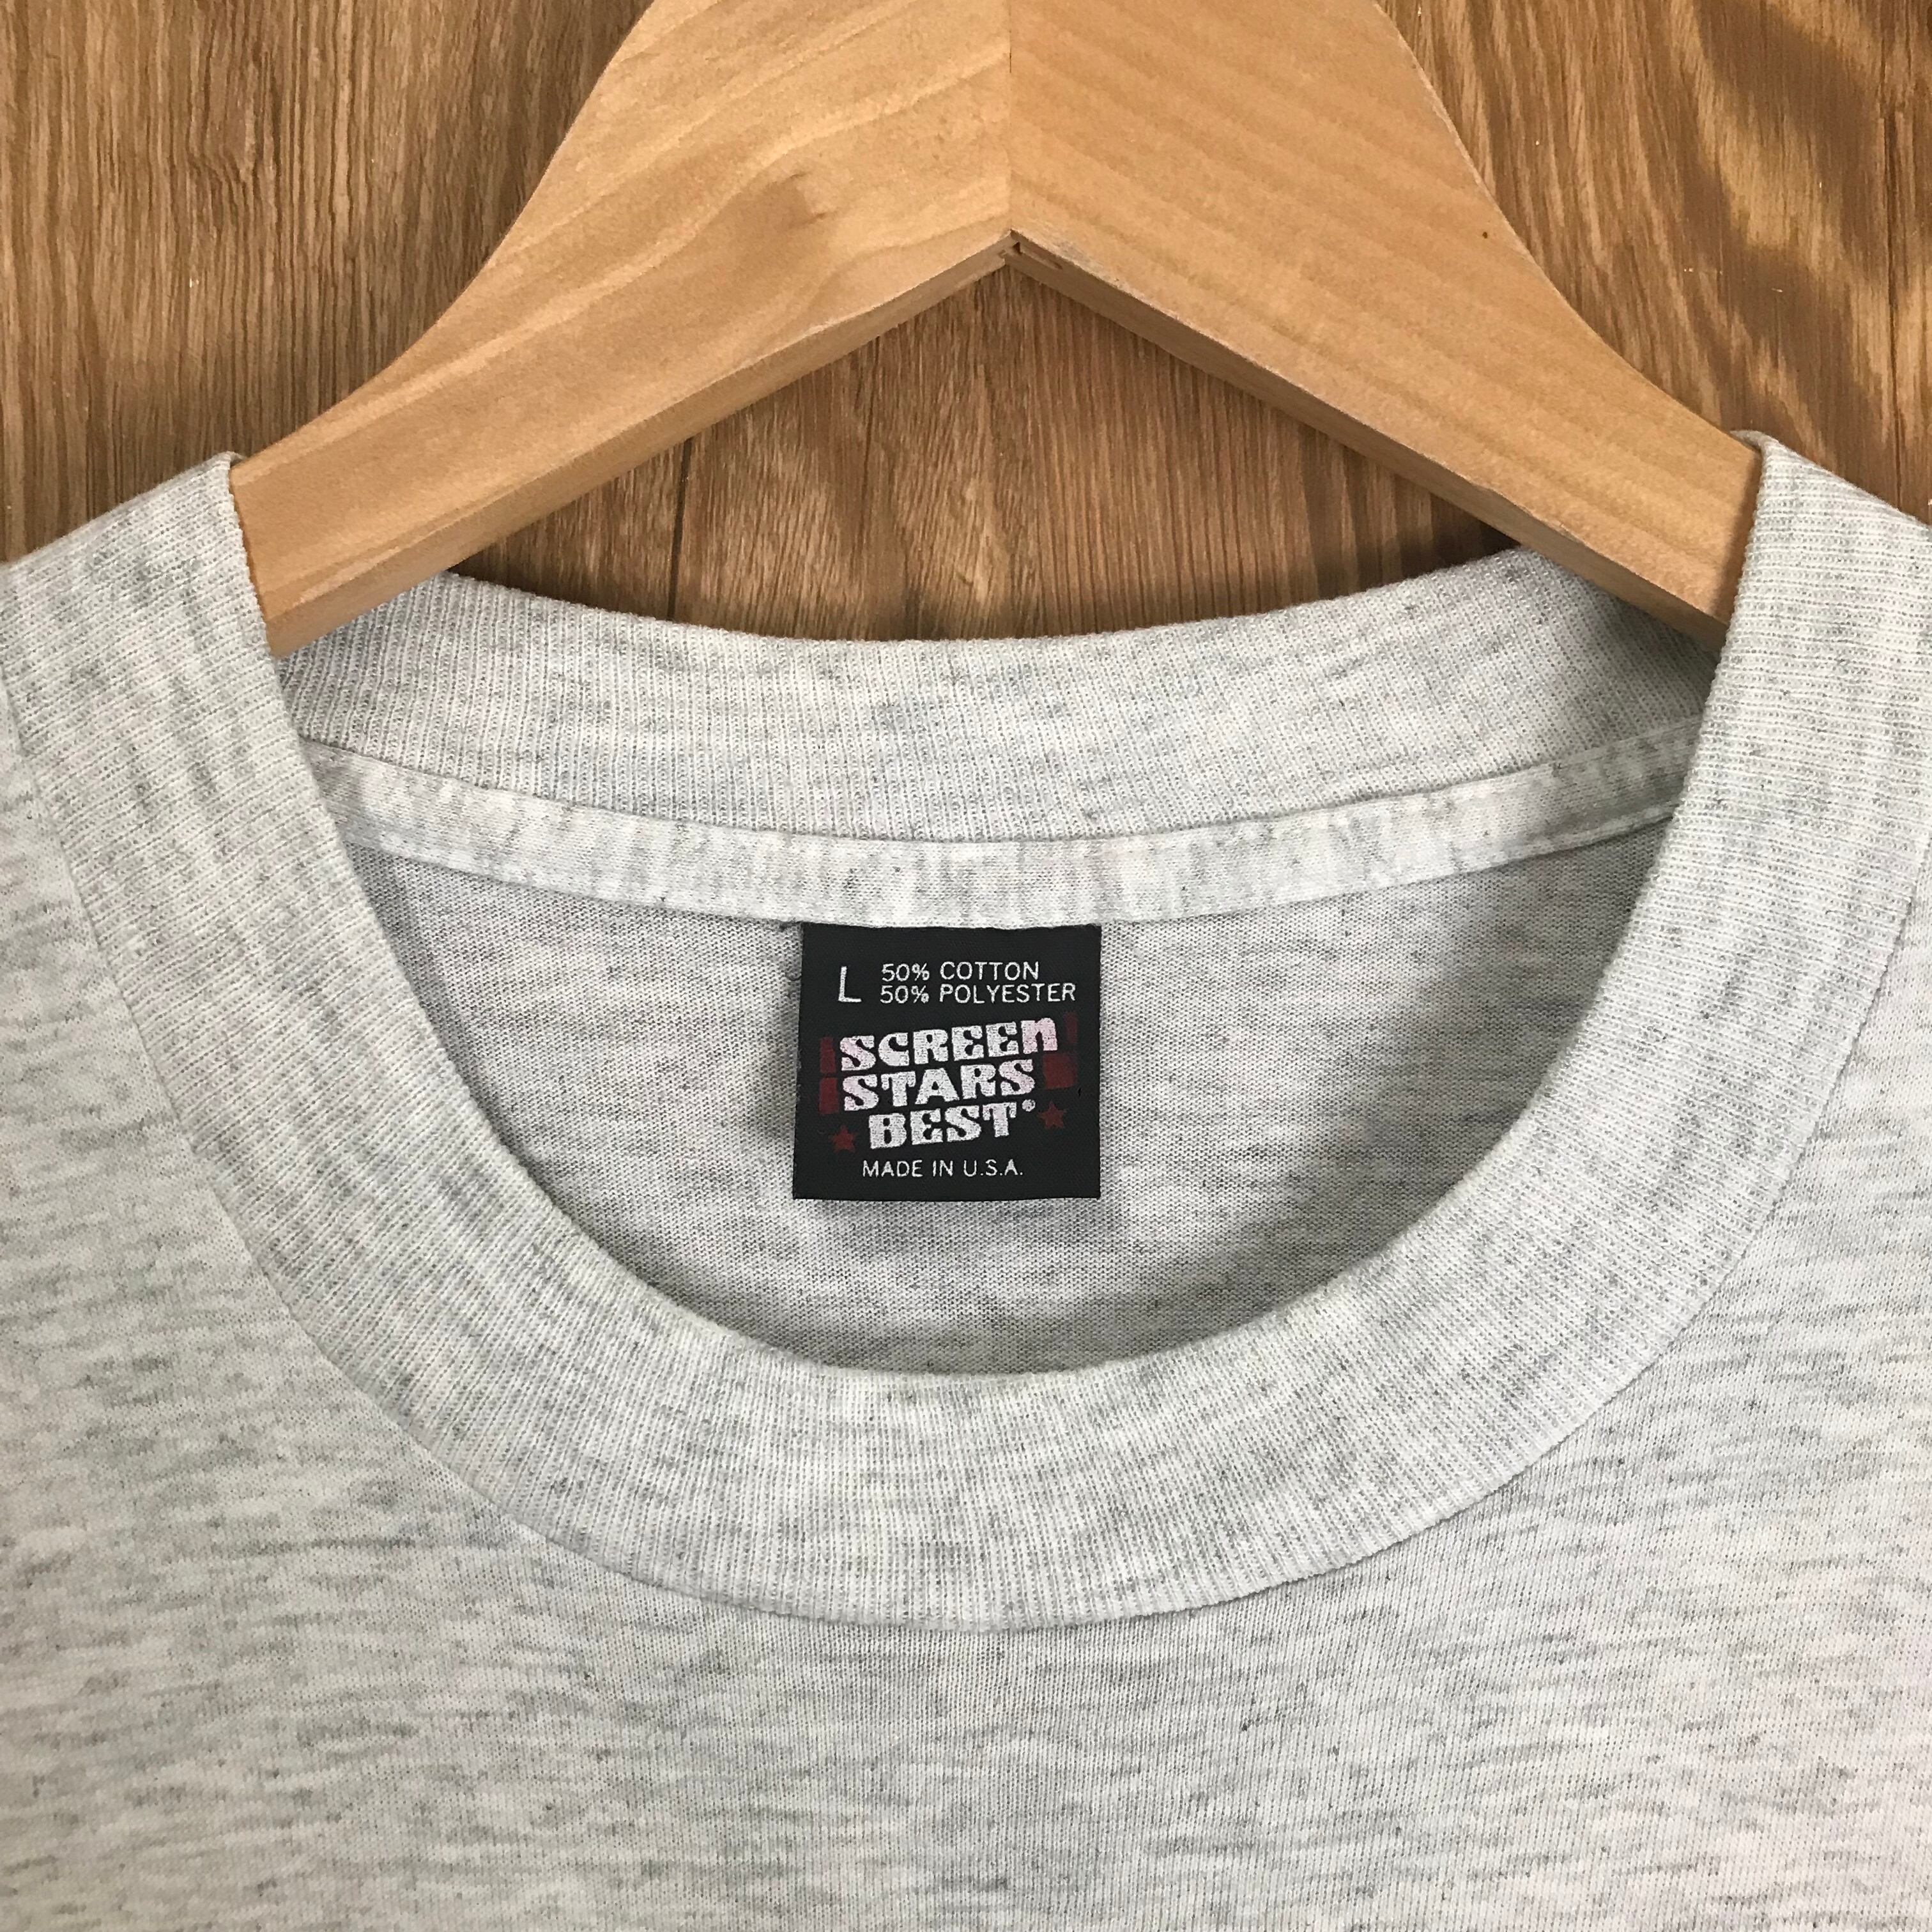 L 50% COTTON
50% POLYESTER
SCREEn
STARS
BEST®
MADE IN U.S.A.